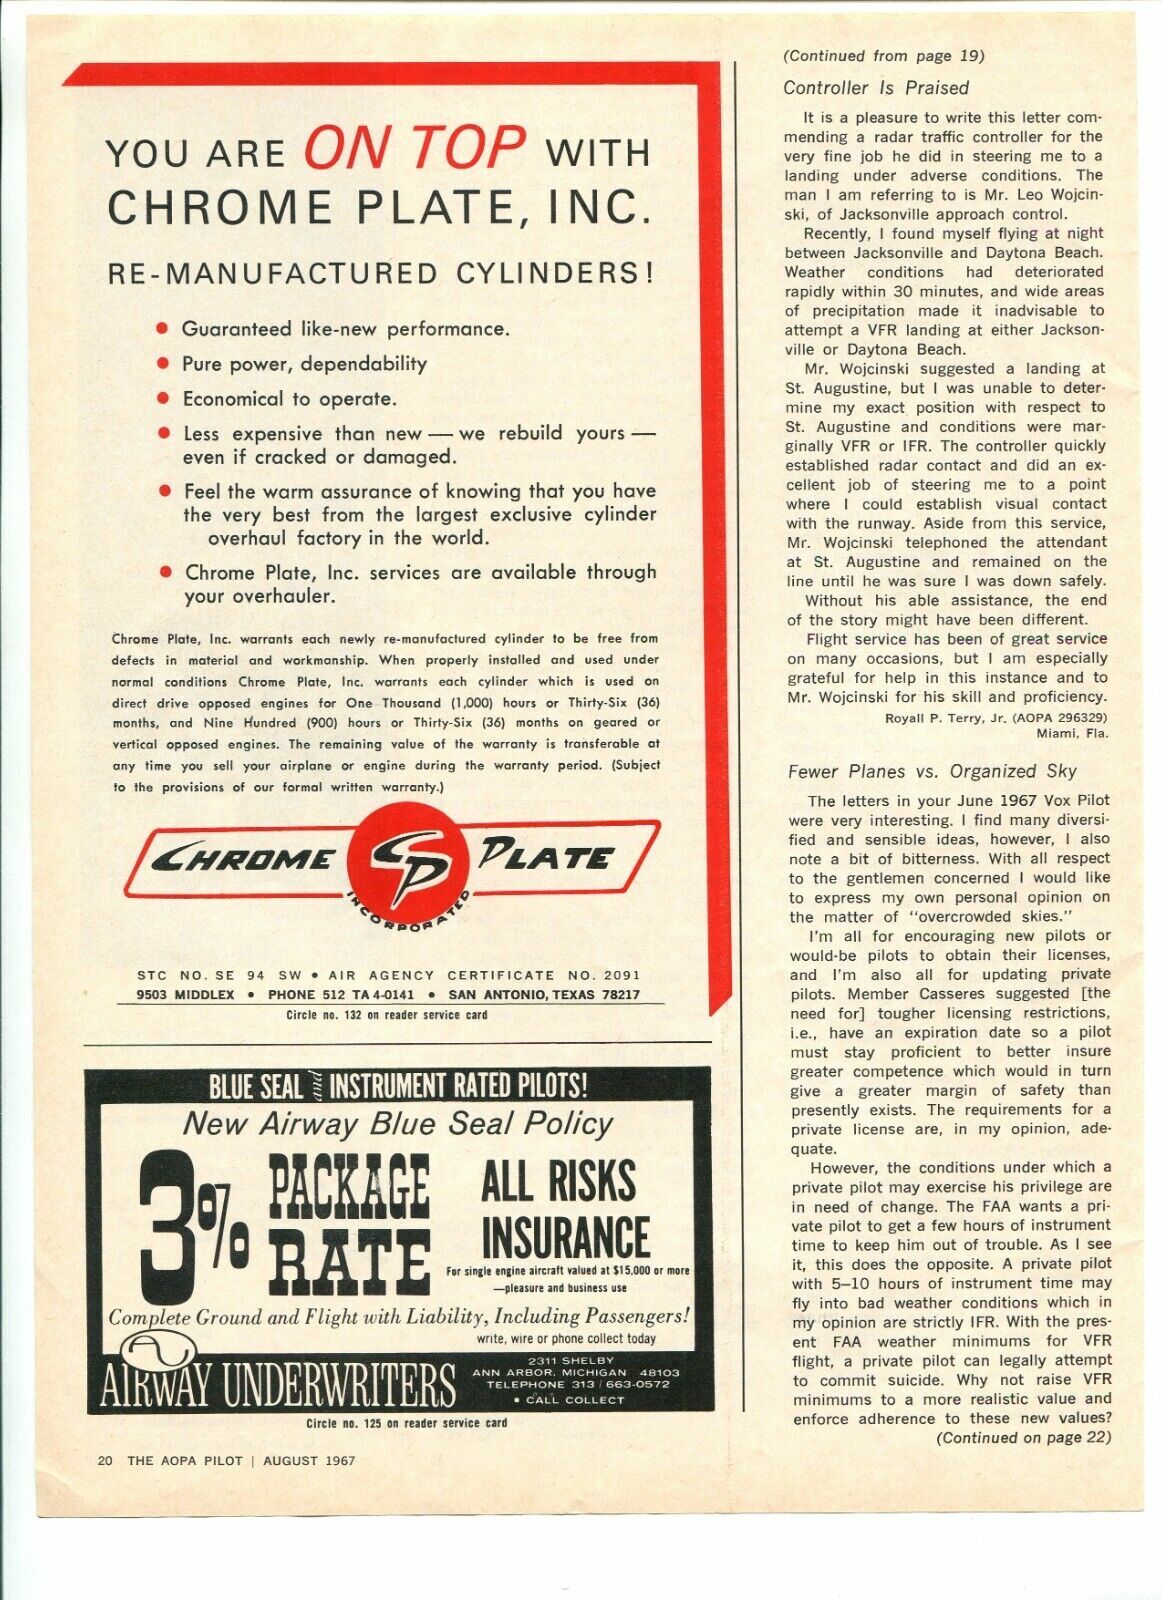 YOU ARE ON TOP WITH
CHROME PLATE, INC.
RE-MANUFACTURED CYLINDERS!
● Guaranteed like-new performance.
● Pure power, dependability
● Economical to operate.
● Less expensive than new — we rebuild yours —
even if cracked or damaged.
● Feel the warm assurance of knowing that you have
the very best from the largest exclusive cylinder
overhaul factory in the world.
● Chrome Plate, Inc. services are available through
your overhauler.
Chrome Plate, Inc. warrants each newly re-manufactured cylinder to be free from
defects in material and workmanship. When properly installed and used under
normal conditions Chrome Plate, Inc. warrants each cylinder which is used on
direct drive opposed engines for One Thousand (1,000) hours or Thirty-Six (36)
months, and Nine Hundred (900) hours or Thirty-Six (36) months on geared or
vertical opposed engines. The remaining value of the warranty is transferable at
any time you sell your airplane or engine during the warranty period. (Subject
to the provisions of our formal written warranty.)
CHROME CP PLATE
INCORPORATED
STC NO. SE 94 SW • AIR AGENCY CERTIFICATE NO. 2091
9503 MIDDLEX • PHONE 512 TA 4-0141 • SAN ANTONIO, TEXAS 78217
Circle no. 132 on reader service card
BLUE SEAL and INSTRUMENT RATED PILOTS!
New Airway Blue Seal Policy
3% PACKAGE RATE
ALL RISKS
INSURANCE
For single engine aircraft valued at $15,000 or more
—pleasure and business use
Complete Ground and Flight with Liability, Including Passengers!
write, wire or phone collect today
AIRWAY UNDERWRITERS
2311 SHELBY
ANN ARBOR, MICHIGAN 48103
TELEPHONE 313 / 663-0572
• CALL COLLECT
Circle no. 125 on reader service card
20 THE AOPA PILOT | AUGUST 1967
(Continued from page 19)
Controller Is Praised
It is a pleasure to write this letter com-
mending a radar traffic controller for the
very fine job he did in steering me to a
landing under adverse conditions. The
man I am referring to is Mr. Leo Wojcin-
ski, of Jacksonville approach control.
Recently, I found myself flying at night
between Jacksonville and Daytona Beach.
Weather conditions had deteriorated
rapidly within 30 minutes, and wide areas
of precipitation made it inadvisable to
attempt a VFR landing at either Jackson-
ville or Daytona Beach.
Mr. Wojcinski suggested a landing at
St. Augustine, but I was unable to deter-
mine my exact position with respect to
St. Augustine and conditions were mar-
ginally VFR or IFR. The controller quickly
established radar contact and did an ex-
cellent job of steering me to a point
where I could establish visual contact
with the runway. Aside from this service,
Mr. Wojcinski telephoned the attendant
at St. Augustine and remained on the
line until he was sure I was down safely.
Without his able assistance, the end
of the story might have been different.
Flight service has been of great service
on many occasions, but I am especially
grateful for help in this instance and to
Mr. Wojcinski for his skill and proficiency.
Royall P. Terry, Jr. (AOPA 296329)
Miami, Fla.
Fewer Planes vs. Organized Sky
The letters in your June 1967 Vox Pilot
were very interesting. I find many diversi-
fied and sensible ideas, however, I also
note a bit of bitterness. With all respect
to the gentlemen concerned I would like
to express my own personal opinion on
the matter of "overcrowded skies."
I'm all for encouraging new pilots or
would-be pilots to obtain their licenses,
and I'm also all for updating private
pilots. Member Casseres suggested [the
need for] tougher licensing restrictions,
i.e., have an expiration date so a pilot
must stay proficient to better insure
greater competence which would in turn
give a greater margin of safety than
presently exists. The requirements for a
private license are, in my opinion, ade-
quate.
However, the conditions under which a
private pilot may exercise his privilege are
in need of change. The FAA wants a pri-
vate pilot to get a few hours of instrument
time to keep him out of trouble. As I see
it, this does the opposite. A private pilot
with 5–10 hours of instrument time may
fly into bad weather conditions which in
my opinion are strictly IFR. With the pres-
ent FAA weather minimums for VFR
flight, a private pilot can legally attempt
to commit suicide. Why not raise VFR
minimums to a more realistic value and
enforce adherence to these new values?
(Continued on page 22)